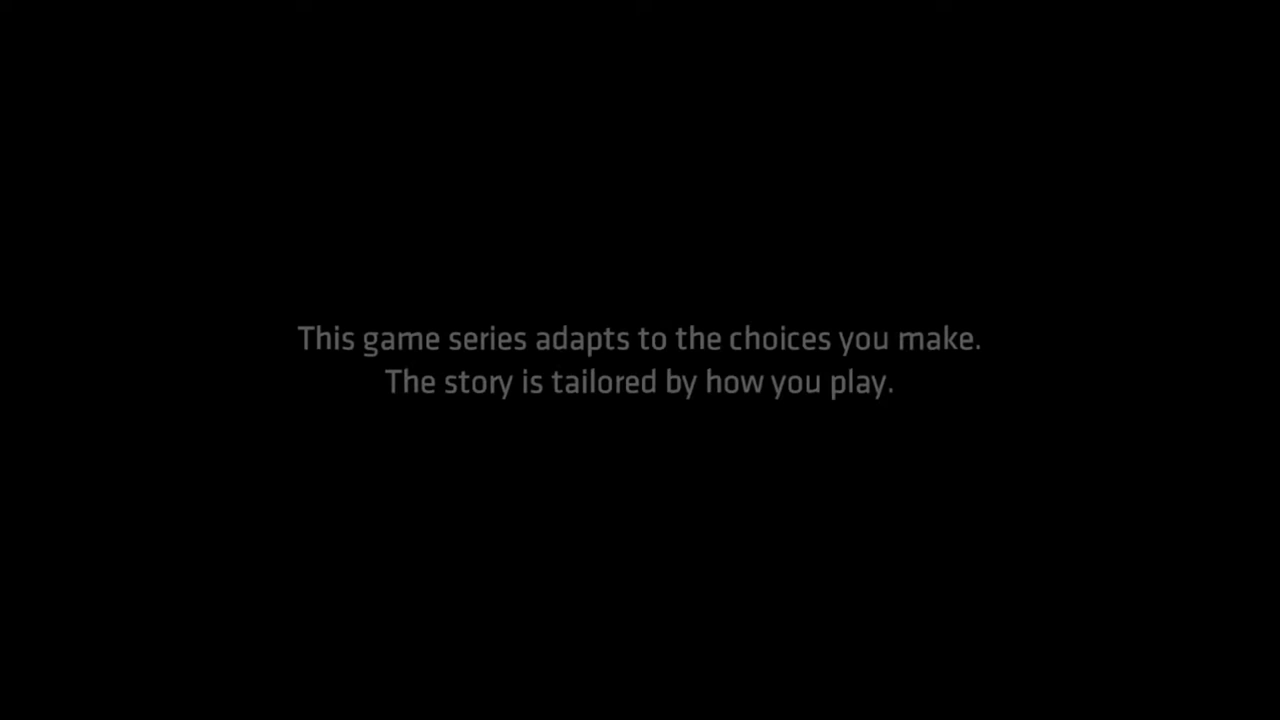 This game series adapts to the choices you make.
The story is tailored by how you play.